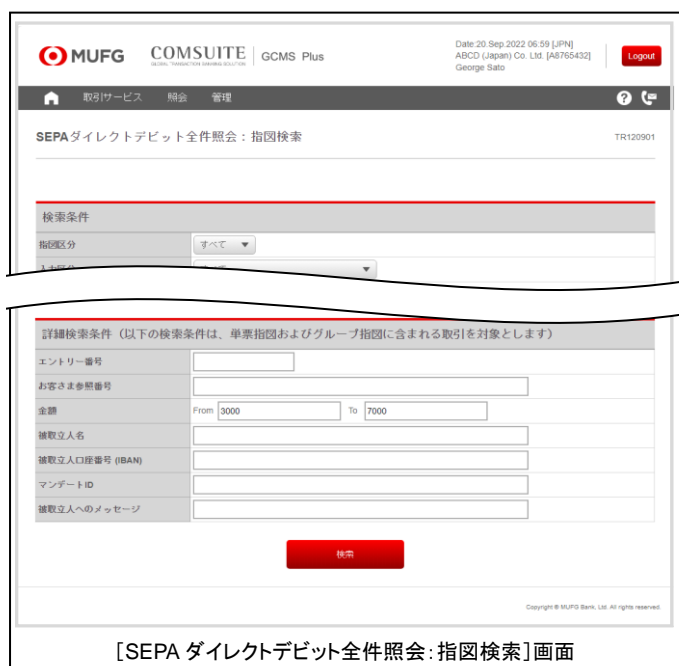 MUFG COMSUITE GCMS Plus
GLOBAL TRANSACTION BANKING SOLUTION
Date:20.Sep.2022 06:59 [JPN]
ABCD (Japan) Co. Ltd. [A8765432]
George Sato
Logout
取引サービス 照会 管理
SEPAダイレクトデビット全件照会：指図検索 TR120901
検索条件
指図区分 すべて
詳細検索条件（以下の検索条件は、単票指図およびグループ指図に含まれる取引を対象とします）
エントリー番号
お客さま参照番号
金額 From 3000 To 7000
被取立人名
被取立人口座番号 (IBAN)
マンデートID
被取立人へのメッセージ
検索
Copyright © MUFG Bank, Ltd. All rights reserved.
［SEPA ダイレクトデビット全件照会：指図検索］画面